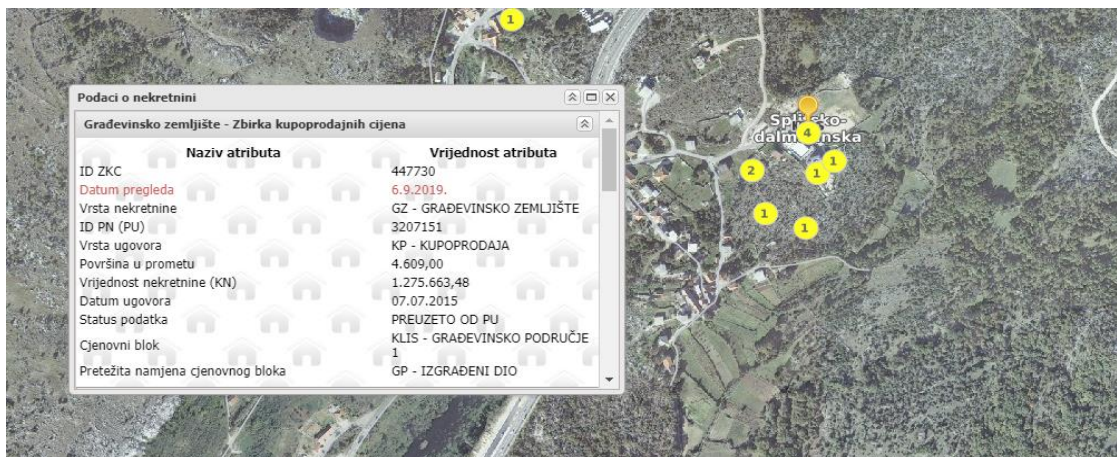 1
Podaci o nekretnini
Građevinsko zemljište - Zbirka kupoprodajnih cijena
Naziv atributa Vrijednost atributa
ID ZKC 447730
Datum pregleda 6.9.2019.
Vrsta nekretnine GZ - GRAĐEVINSKO ZEMLJIŠTE
ID PN (PU) 3207151
Vrsta ugovora KP - KUPOPRODAJA
Površina u prometu 4.609,00
Vrijednost nekretnine (KN) 1.275.663,48
Datum ugovora 07.07.2015
Status podatka PREUZETO OD PU
Cjenovni blok KLIS - GRAĐEVINSKO PODRUČJE 1
Pretežita namjena cjenovnog bloka GP - IZGRAĐENI DIO
Splitsko-
dalmatinska
4
1
2
1
1
1